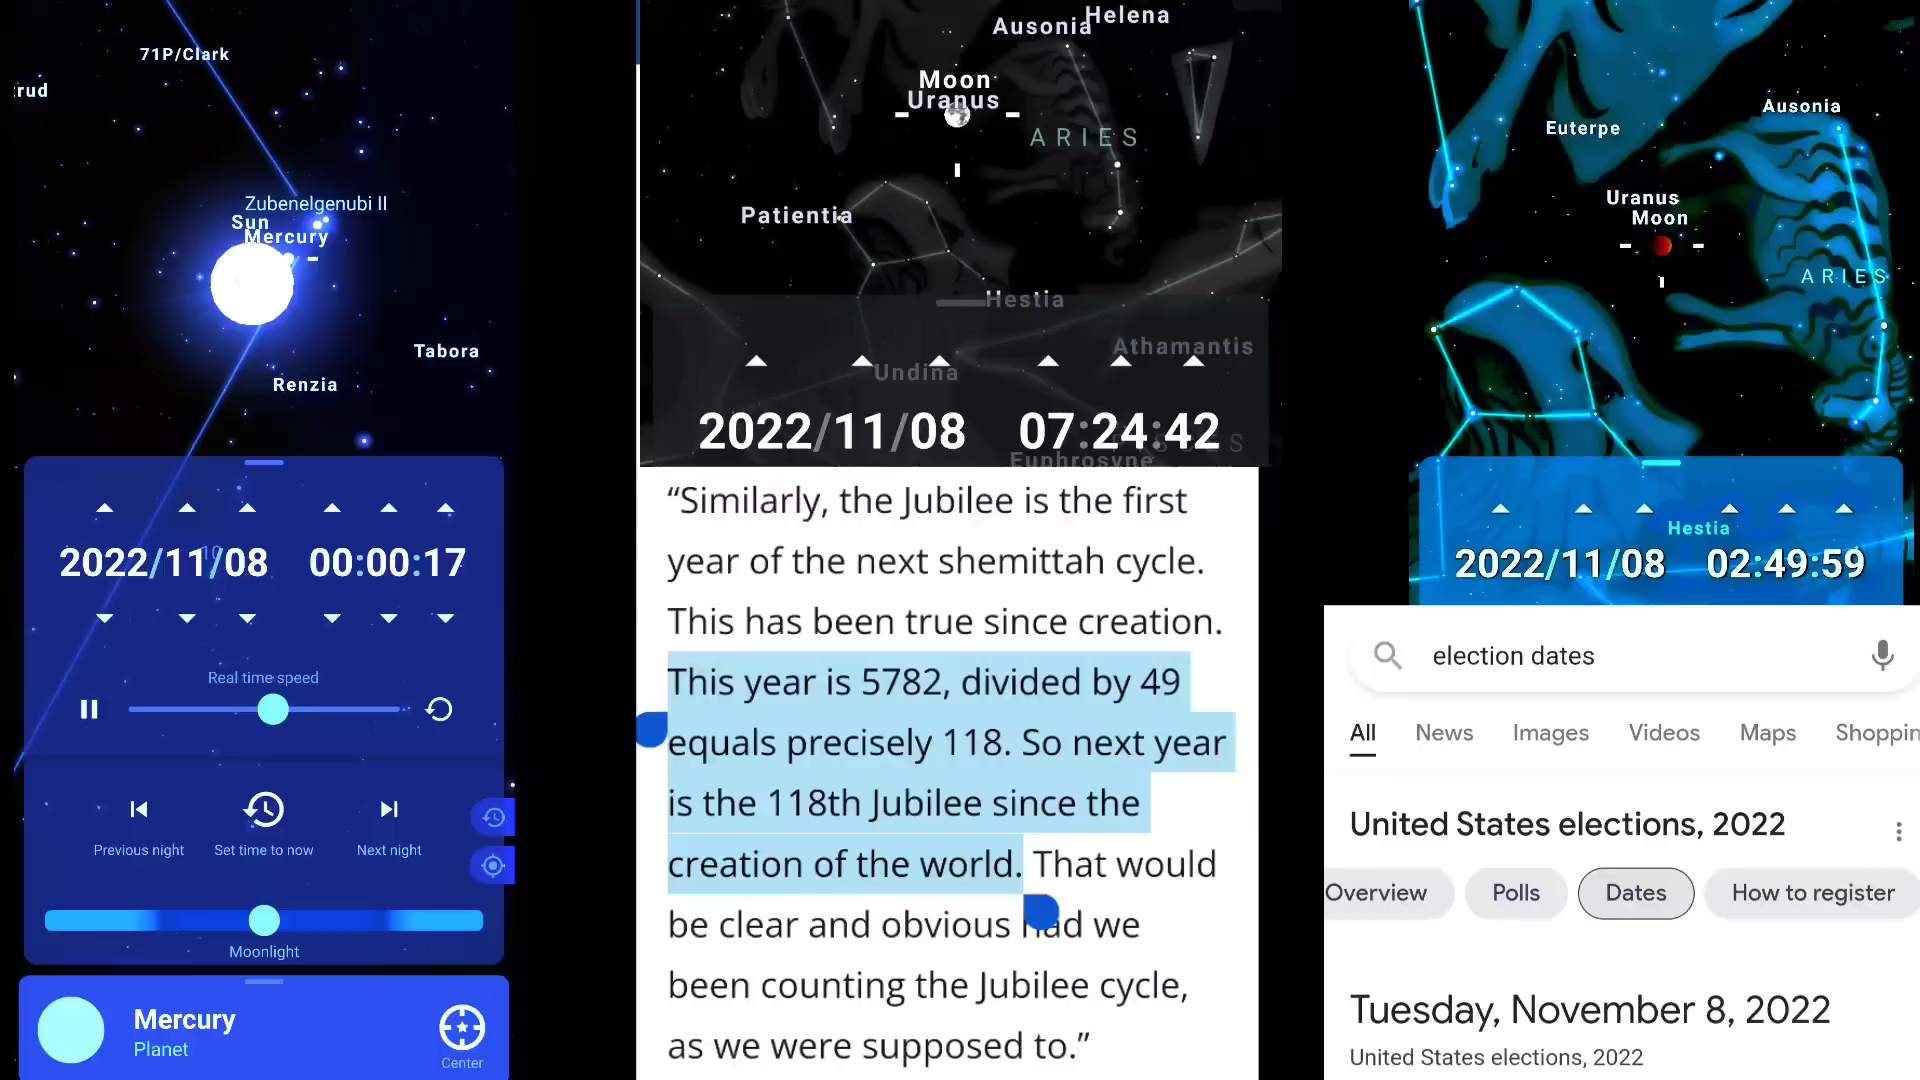 71P/Clark
rud
Zubenelgenubi II
Sun
Mercury
Tabora
Renzia
2022/11/08 00:00:17
Real time speed
Previous night
Set time to now
Next night
Moonlight
Mercury
Planet
Center
Ausonia
Helena
Moon
Uranus
ARIES
Patientia
Hestia
Athamantis
Undina
2022/11/08 07:24:42
Euphrosyne
“Similarly, the Jubilee is the first
year of the next shemittah cycle.
This has been true since creation.
This year is 5782, divided by 49
equals precisely 118. So next year
is the 118th Jubilee since the
creation of the world. That would
be clear and obvious had we
been counting the Jubilee cycle,
as we were supposed to.”
Ausonia
Euterpe
Uranus
Moon
ARIES
Hestia
2022/11/08 02:49:59
election dates
All News Images Videos Maps Shoppin
United States elections, 2022
Overview Polls Dates How to register
Tuesday, November 8, 2022
United States elections, 2022